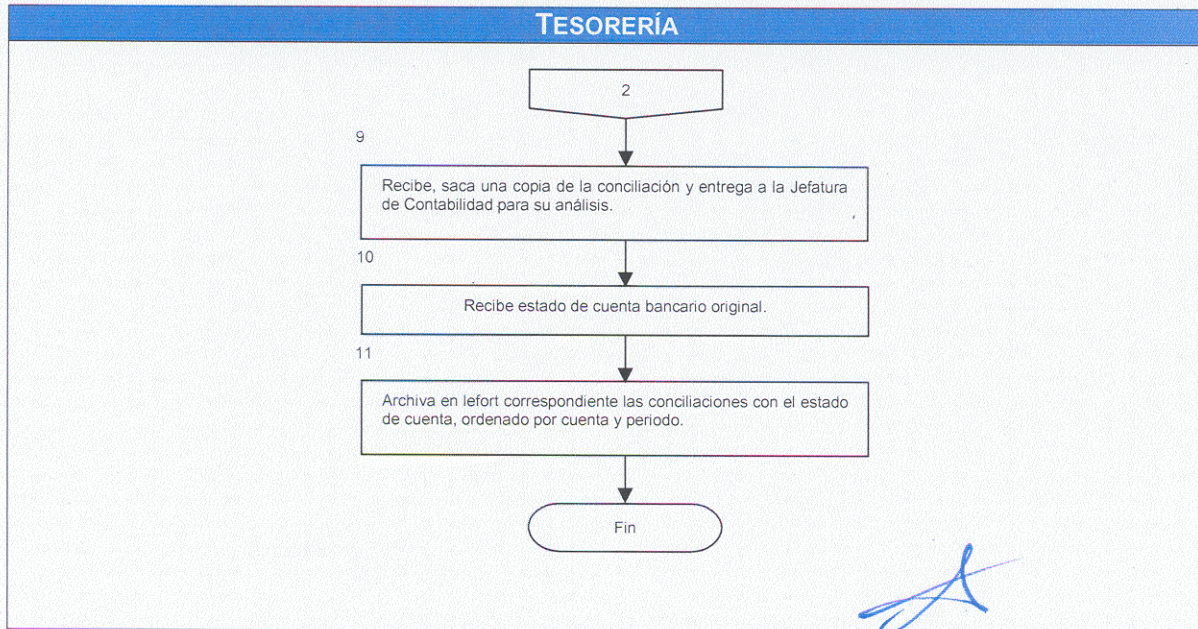 TESORERÍA
2
9
Recibe, saca una copia de la conciliación y entrega a la Jefatura
de Contabilidad para su análisis.
10
Recibe estado de cuenta bancario original.
11
Archiva en lefort correspondiente las conciliaciones con el estado
de cuenta, ordenado por cuenta y periodo.
Fin